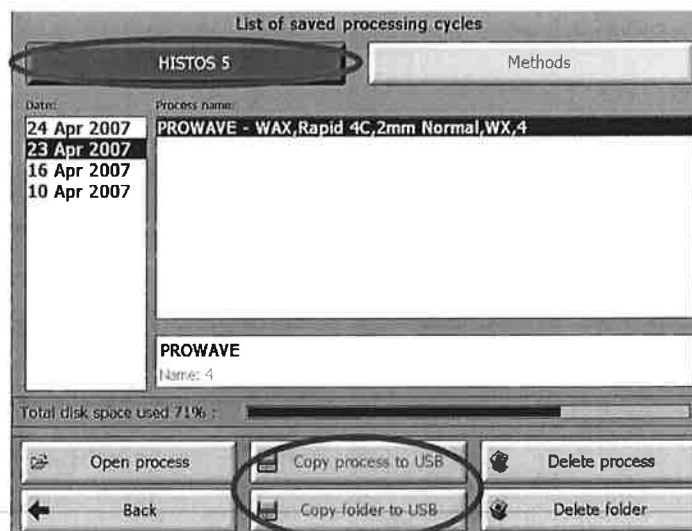 List of saved processing cycles
HISTOS 5
Methods
Date:
Process name:
24 Apr 2007
23 Apr 2007
16 Apr 2007
10 Apr 2007
PROWAVE - WAX,Rapid 4C,2mm Normal,WX,4
PROWAVE
Name: 4
Total disk space used 71% :
Open process
Copy process to USB
Delete process
Back
Copy folder to USB
Delete folder